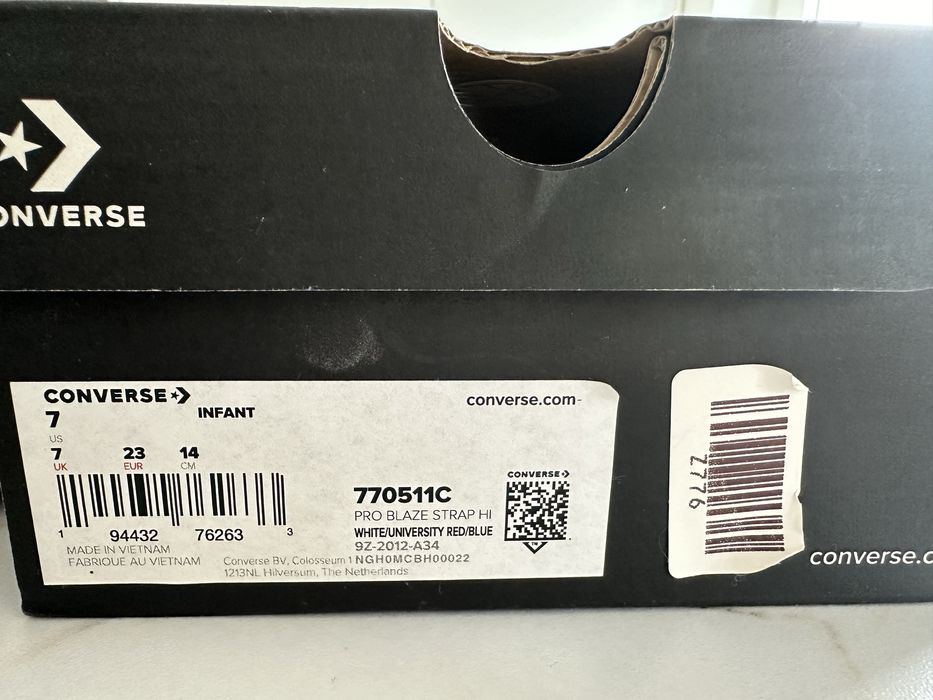 CONVERSE
CONVERSE
converse.com
7
INFANT
US
7 23 14
UK EUR CM
1 94432 76263 3
MADE IN VIETNAM
FABRIQUE AU VIETNAM
Converse BV, Colosseum 1
1213NL Hilversum, The Netherlands
770511C
PRO BLAZE STRAP HI
WHITE/UNIVERSITY RED/BLUE
9Z-2012-A34
NGH0MCBH00022
CONVERSE
2776
converse.c